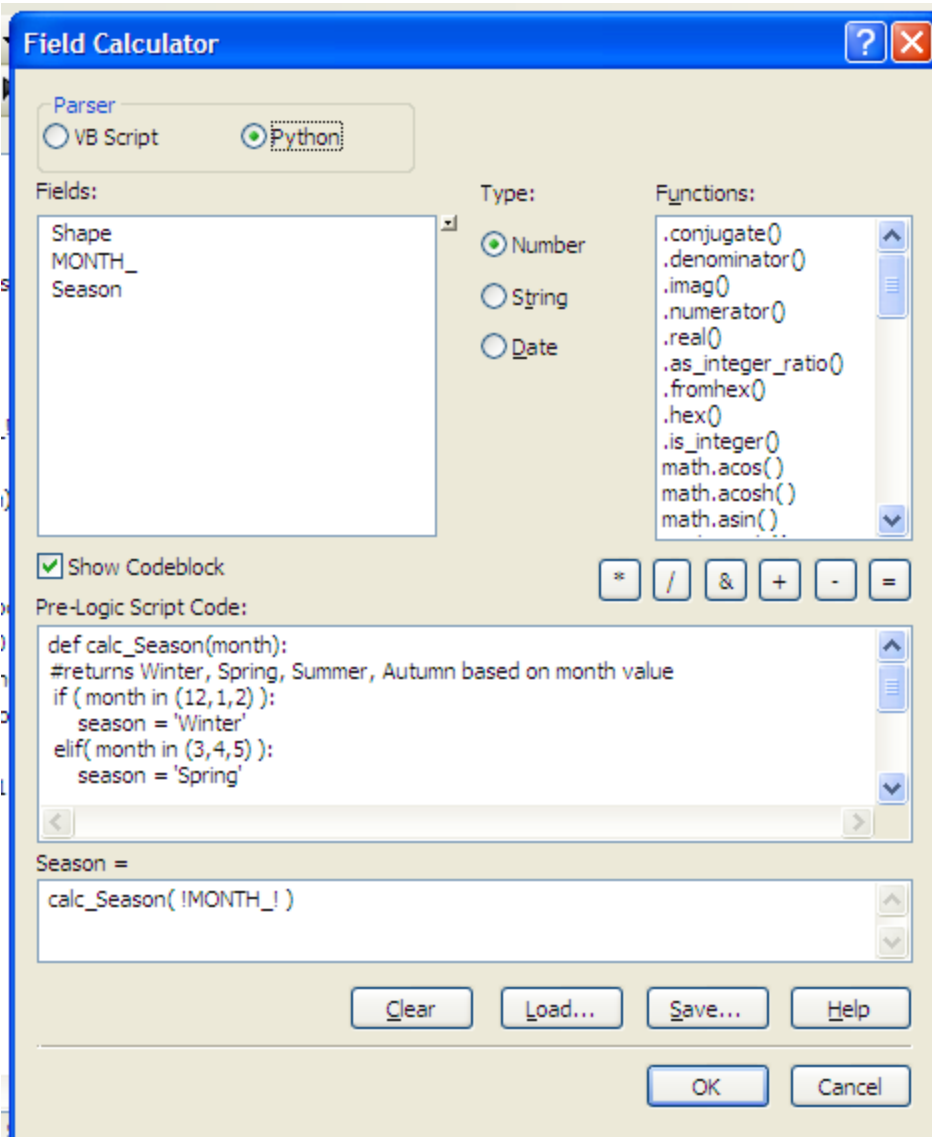 Field Calculator
Parser
VB Script
Python
Fields:
Type:
Functions:
Shape
MONTH_
Season
Number
String
Date
.conjugate()
.denominator()
.imag()
.numerator()
.real()
.as_integer_ratio()
.fromhex()
.hex()
.is_integer()
math.acos( )
math.acosh( )
math.asin( )
Show Codeblock
* / & + - =
Pre-Logic Script Code:
def calc_Season(month):
#returns Winter, Spring, Summer, Autumn based on month value
if ( month in (12,1,2) ):
season = 'Winter'
elif( month in (3,4,5) ):
season = 'Spring'
Season =
calc_Season( !MONTH_! )
Clear
Load...
Save...
Help
OK
Cancel